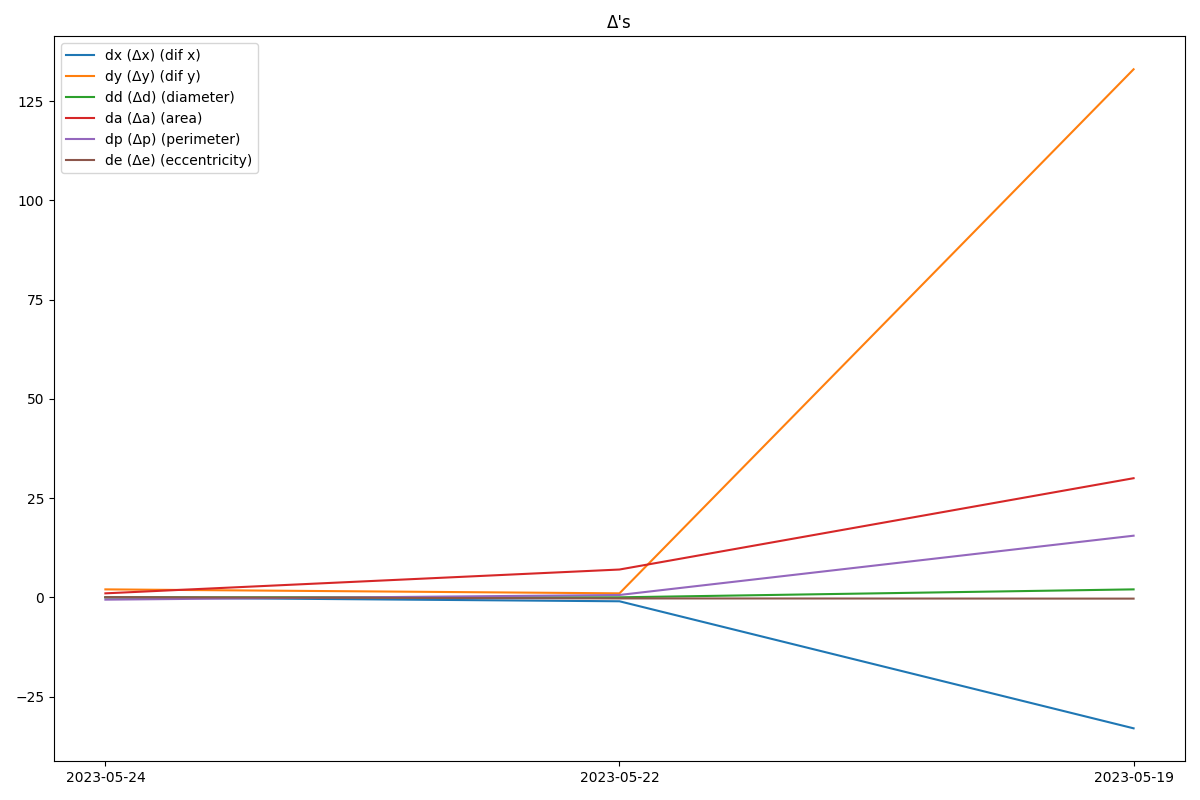 Δ's
dx (Δx) (dif x)
dy (Δy) (dif y)
dd (Δd) (diameter)
da (Δa) (area)
dp (Δp) (perimeter)
de (Δe) (eccentricity)
125
100
75
50
25
0
−25
2023-05-24 2023-05-22 2023-05-19